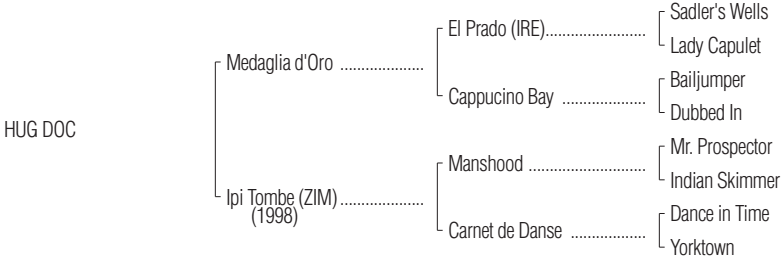 Sadler's Wells
El Prado (IRE).......................
Lady Capulet
Medaglia d'Oro ...................
Bailjumper
Cappucino Bay ...................
Dubbed In
HUG DOC
Mr. Prospector
Manshood ...........................
Indian Skimmer
Ipi Tombe (ZIM)...................
(1998)
Dance in Time
Carnet de Danse .................
Yorktown